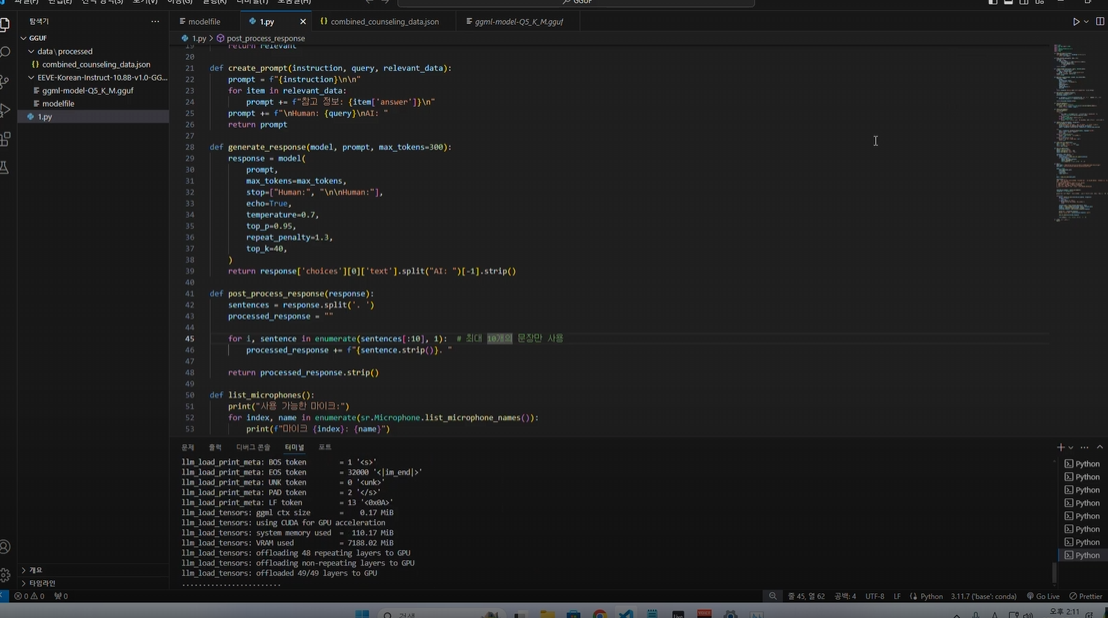 GGUF
modelfile
1.py
combined_counseling_data.json
ggml-model-Q5_K_M.gguf
탐색기
1.py > post_process_response
GGUF
data\processed
combined_counseling_data.json
EEVE-Korean-Instruct-10.8B-v1.0-GG...
ggml-model-Q5_K_M.gguf
modelfile
1.py
19 return relevant
20
21 def create_prompt(instruction, query, relevant_data):
22 prompt = f"{instruction}\n\n"
23 for item in relevant_data:
24 prompt += f"참고 정보: {item['answer']}\n"
25 prompt += f"\nHuman: {query}\nAI: "
26 return prompt
27
28 def generate_response(model, prompt, max_tokens=300):
29 response = model(
30 prompt,
31 max_tokens=max_tokens,
32 stop=["Human:", "\n\nHuman:"],
33 echo=True,
34 temperature=0.7,
35 top_p=0.95,
36 repeat_penalty=1.3,
37 top_k=40,
38 )
39 return response['choices'][0]['text'].split("AI: ")[-1].strip()
40
41 def post_process_response(response):
42 sentences = response.split('. ')
43 processed_response = ""
44
45 for i, sentence in enumerate(sentences[:10], 1): # 최대 10개의 문장만 사용
46 processed_response += f"{sentence.strip()}. "
47
48 return processed_response.strip()
49
50 def list_microphones():
51 print("사용 가능한 마이크:")
52 for index, name in enumerate(sr.Microphone.list_microphone_names()):
53 print(f"마이크 {index}: {name}")
문제 출력 디버그 콘솔 터미널 포트
llm_load_print_meta: BOS token = 1 '<s>'
llm_load_print_meta: EOS token = 32000 '<|im_end|>'
llm_load_print_meta: UNK token = 0 '<unk>'
llm_load_print_meta: PAD token = 2 '</s>'
llm_load_print_meta: LF token = 13 '<0x0A>'
llm_load_tensors: ggml ctx size = 0.17 MiB
llm_load_tensors: using CUDA for GPU acceleration
llm_load_tensors: system memory used = 110.17 MiB
llm_load_tensors: VRAM used = 7188.02 MiB
llm_load_tensors: offloading 48 repeating layers to GPU
llm_load_tensors: offloading non-repeating layers to GPU
llm_load_tensors: offloaded 49/49 layers to GPU
.......................
Python
Python
Python
Python
Python
Python
Python
Python
개요
타임라인
0 0 0 줄 45, 열 62 공백: 4 UTF-8 LF Python 3.11.7 ('base': conda) Go Live Prettier
검색
오후 2:11